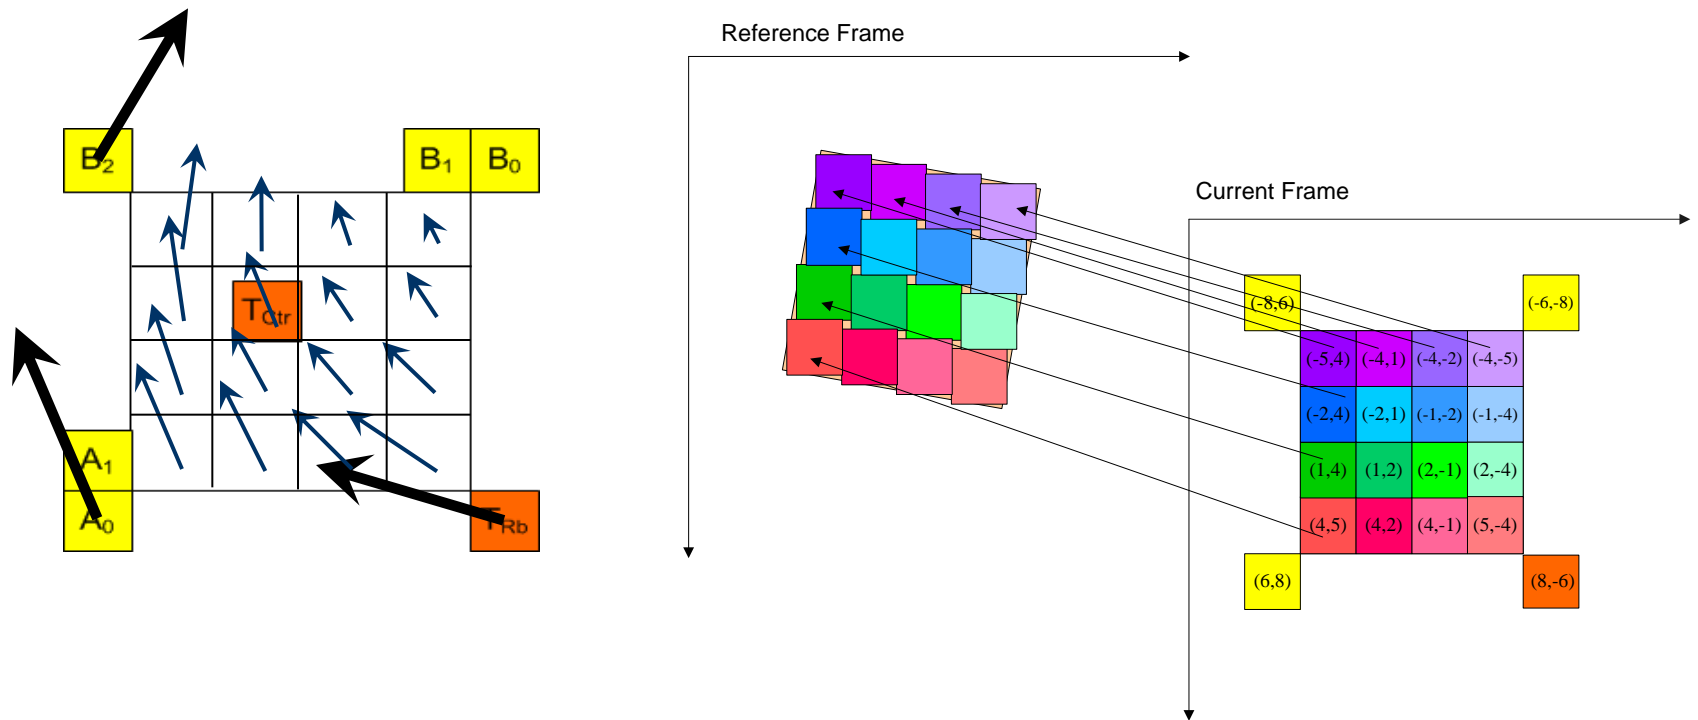 Reference Frame
B2
B1 B0
TCtr
A1
A0
TRb
Current Frame
(-8,6) (-6,-8)
(-5,4) (-4,1) (-4,-2) (-4,-5)
(-2,4) (-2,1) (-1,-2) (-1,-4)
(1,4) (1,2) (2,-1) (2,-4)
(4,5) (4,2) (4,-1) (5,-4)
(6,8) (8,-6)